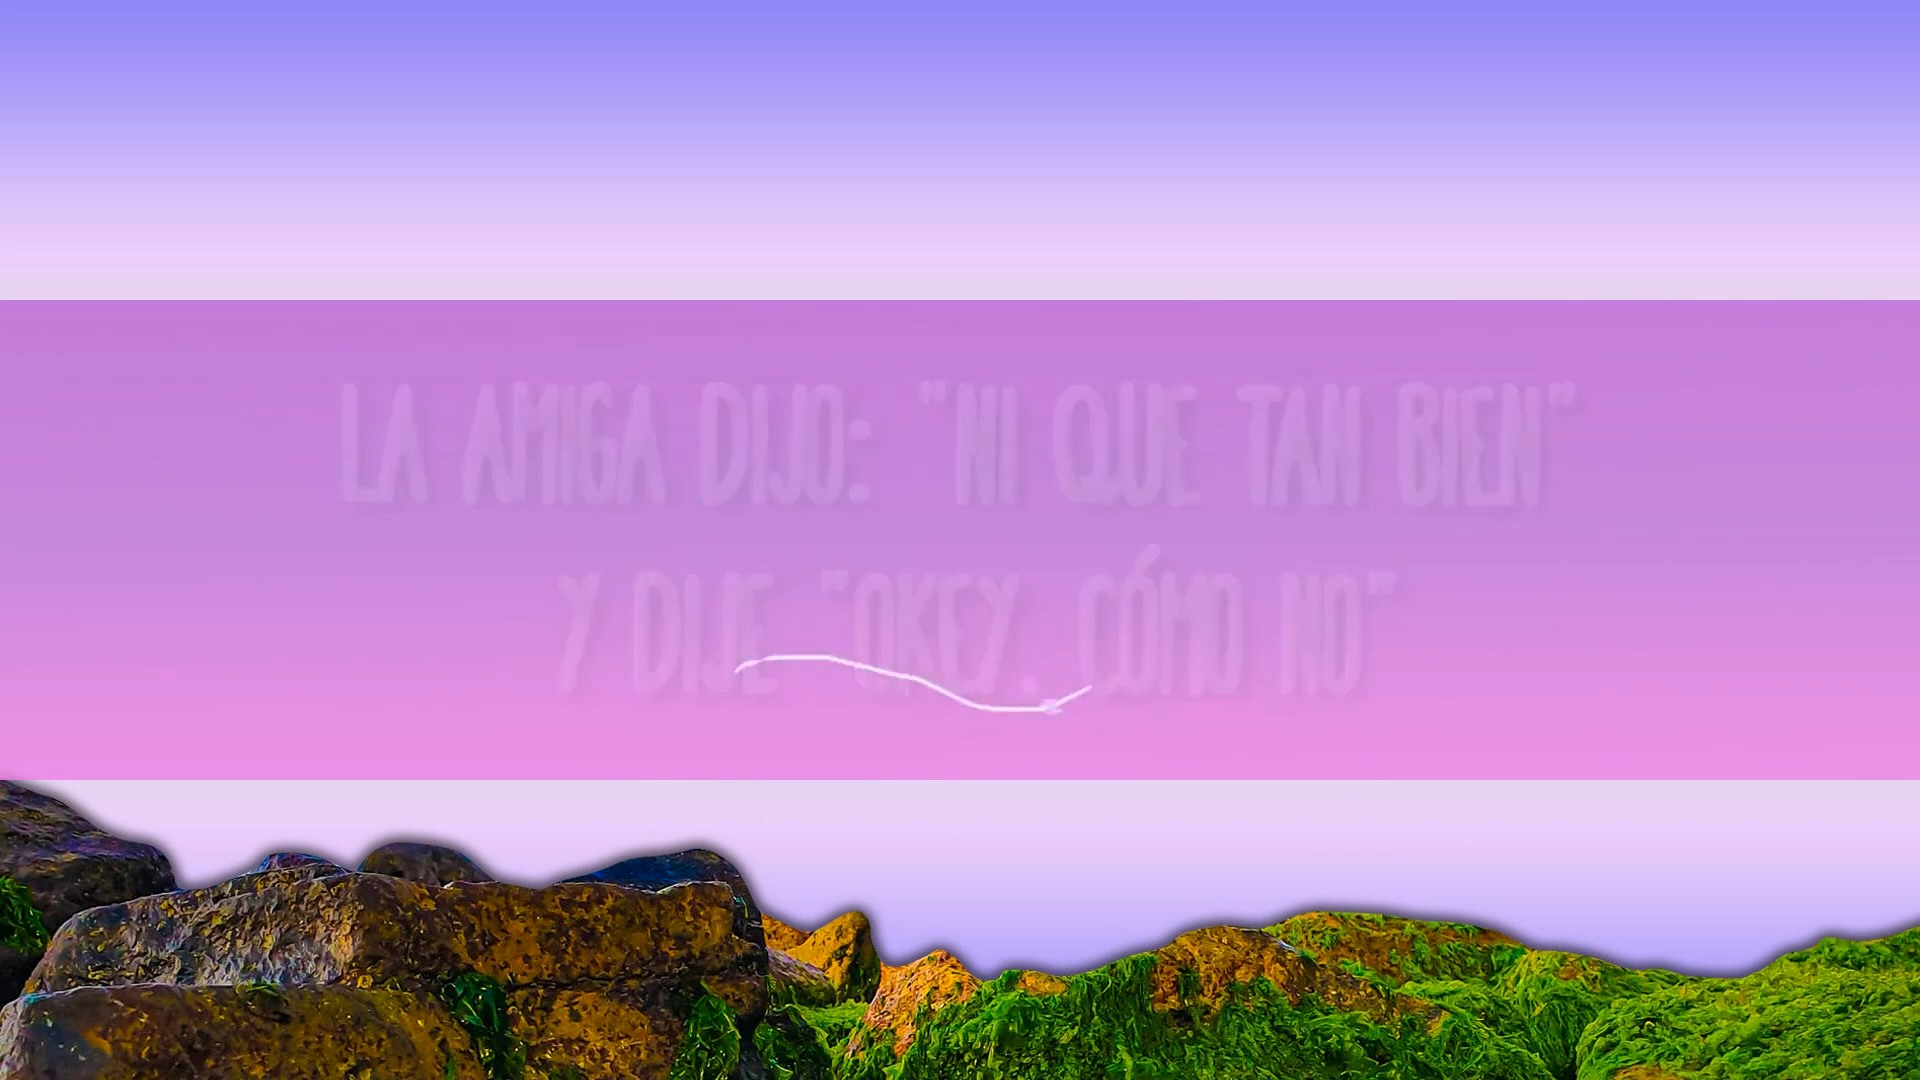 LA AMIGA DIJO: "NI QUE TAN BIEN"
Y DIJE "OKEY, CÓMO NO"